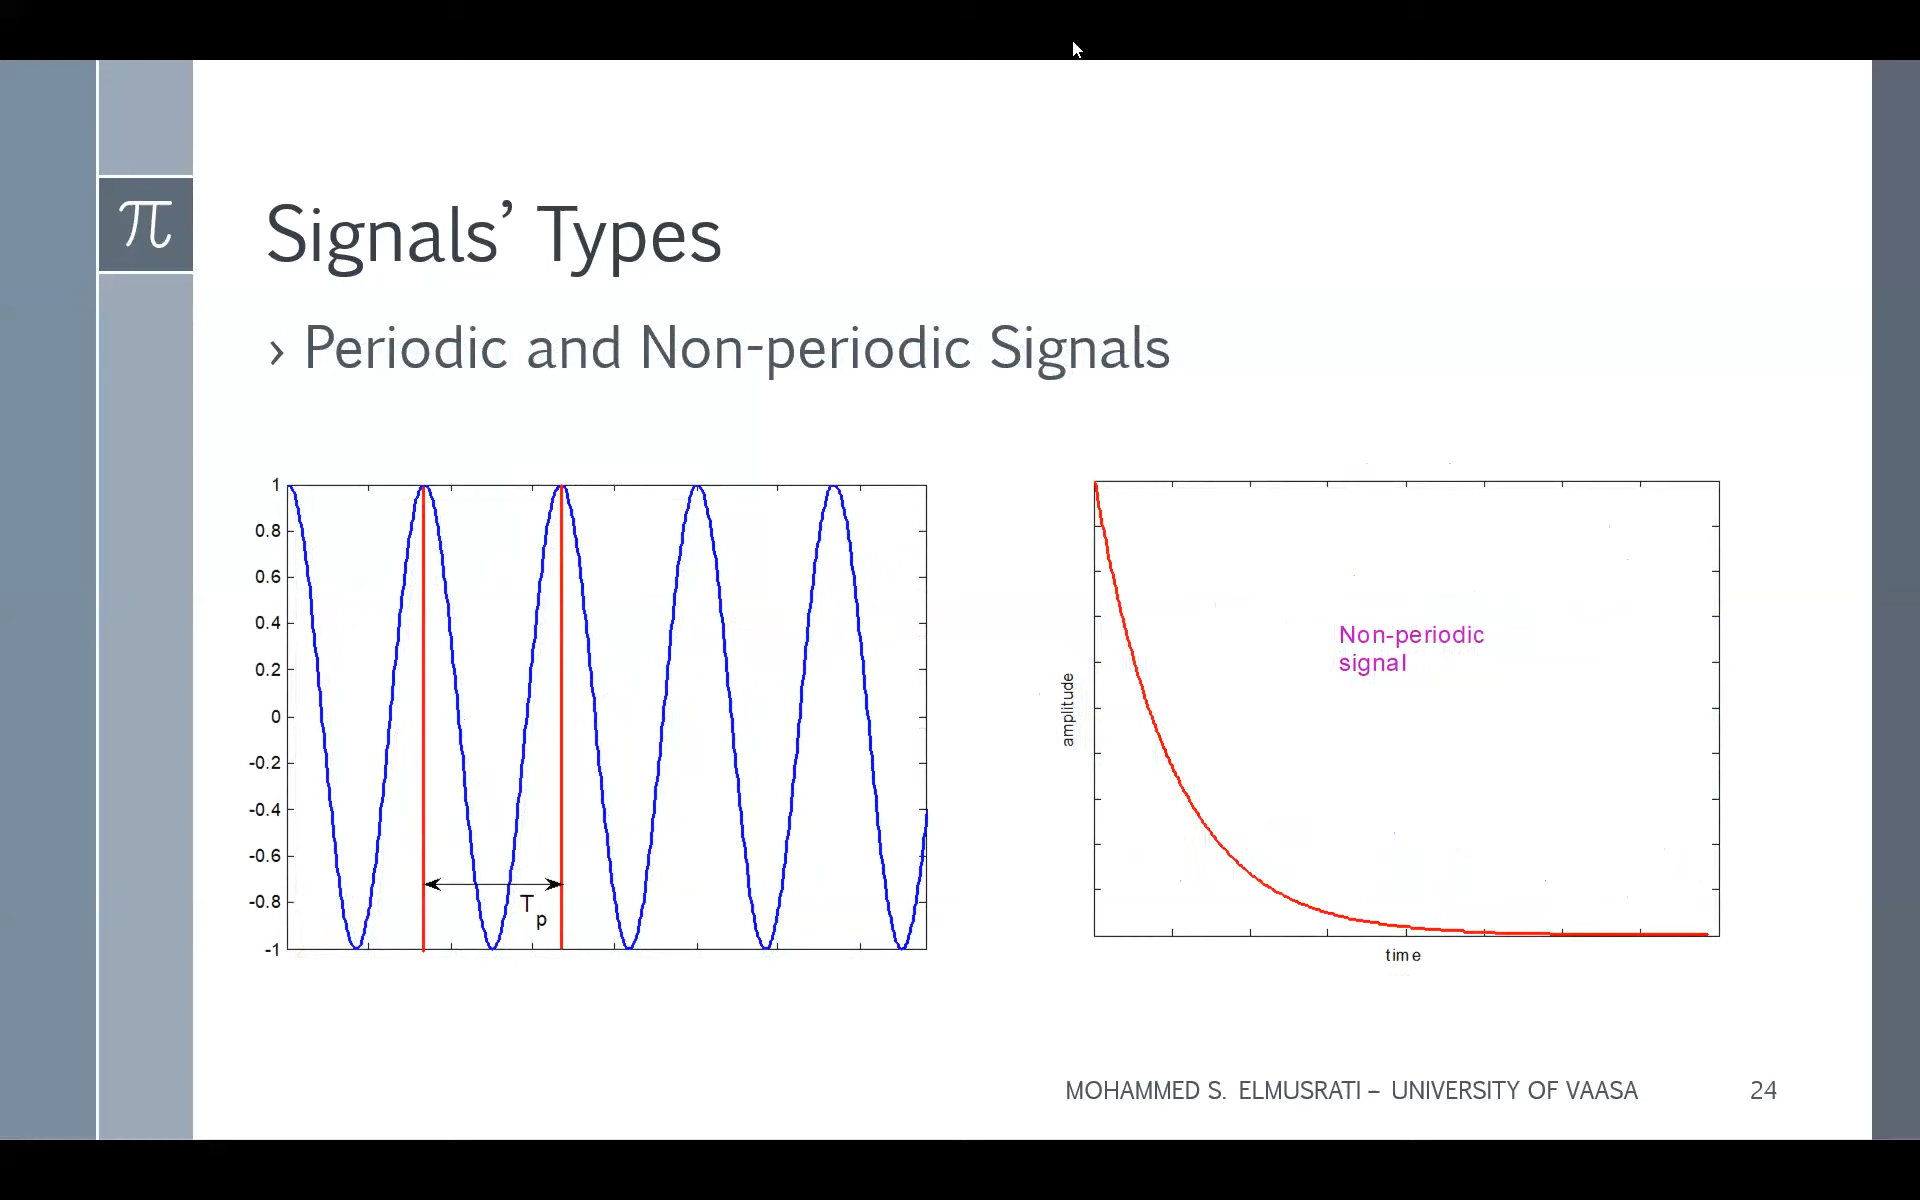 π
Signals’ Types
› Periodic and Non-periodic Signals
1
0.8
0.6
0.4
0.2
0
-0.2
-0.4
-0.6
-0.8
-1
Tp
amplitude
Non-periodic
signal
time
MOHAMMED S. ELMUSRATI – UNIVERSITY OF VAASA
24